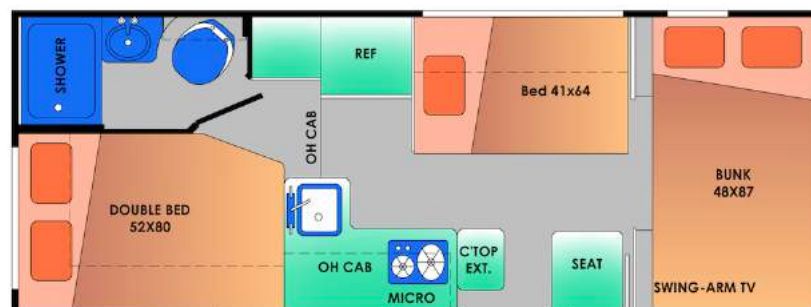 SHOWER
REF
Bed 41x64
OH CAB
BUNK
48X87
DOUBLE BED
52X80
OH CAB
MICRO
C'TOP
EXT.
SEAT
SWING-ARM TV